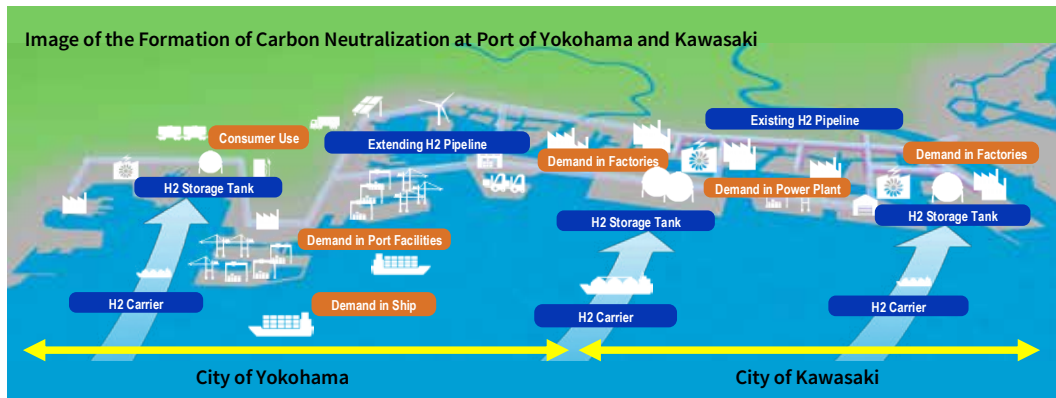 Image of the Formation of Carbon Neutralization at Port of Yokohama and Kawasaki
Consumer Use
Extending H2 Pipeline
Existing H2 Pipeline
Demand in Factories
Demand in Factories
H2 Storage Tank
Demand in Power Plant
H2 Storage Tank
H2 Storage Tank
Demand in Port Facilities
H2 Carrier
Demand in Ship
H2 Carrier
H2 Carrier
City of Yokohama
City of Kawasaki